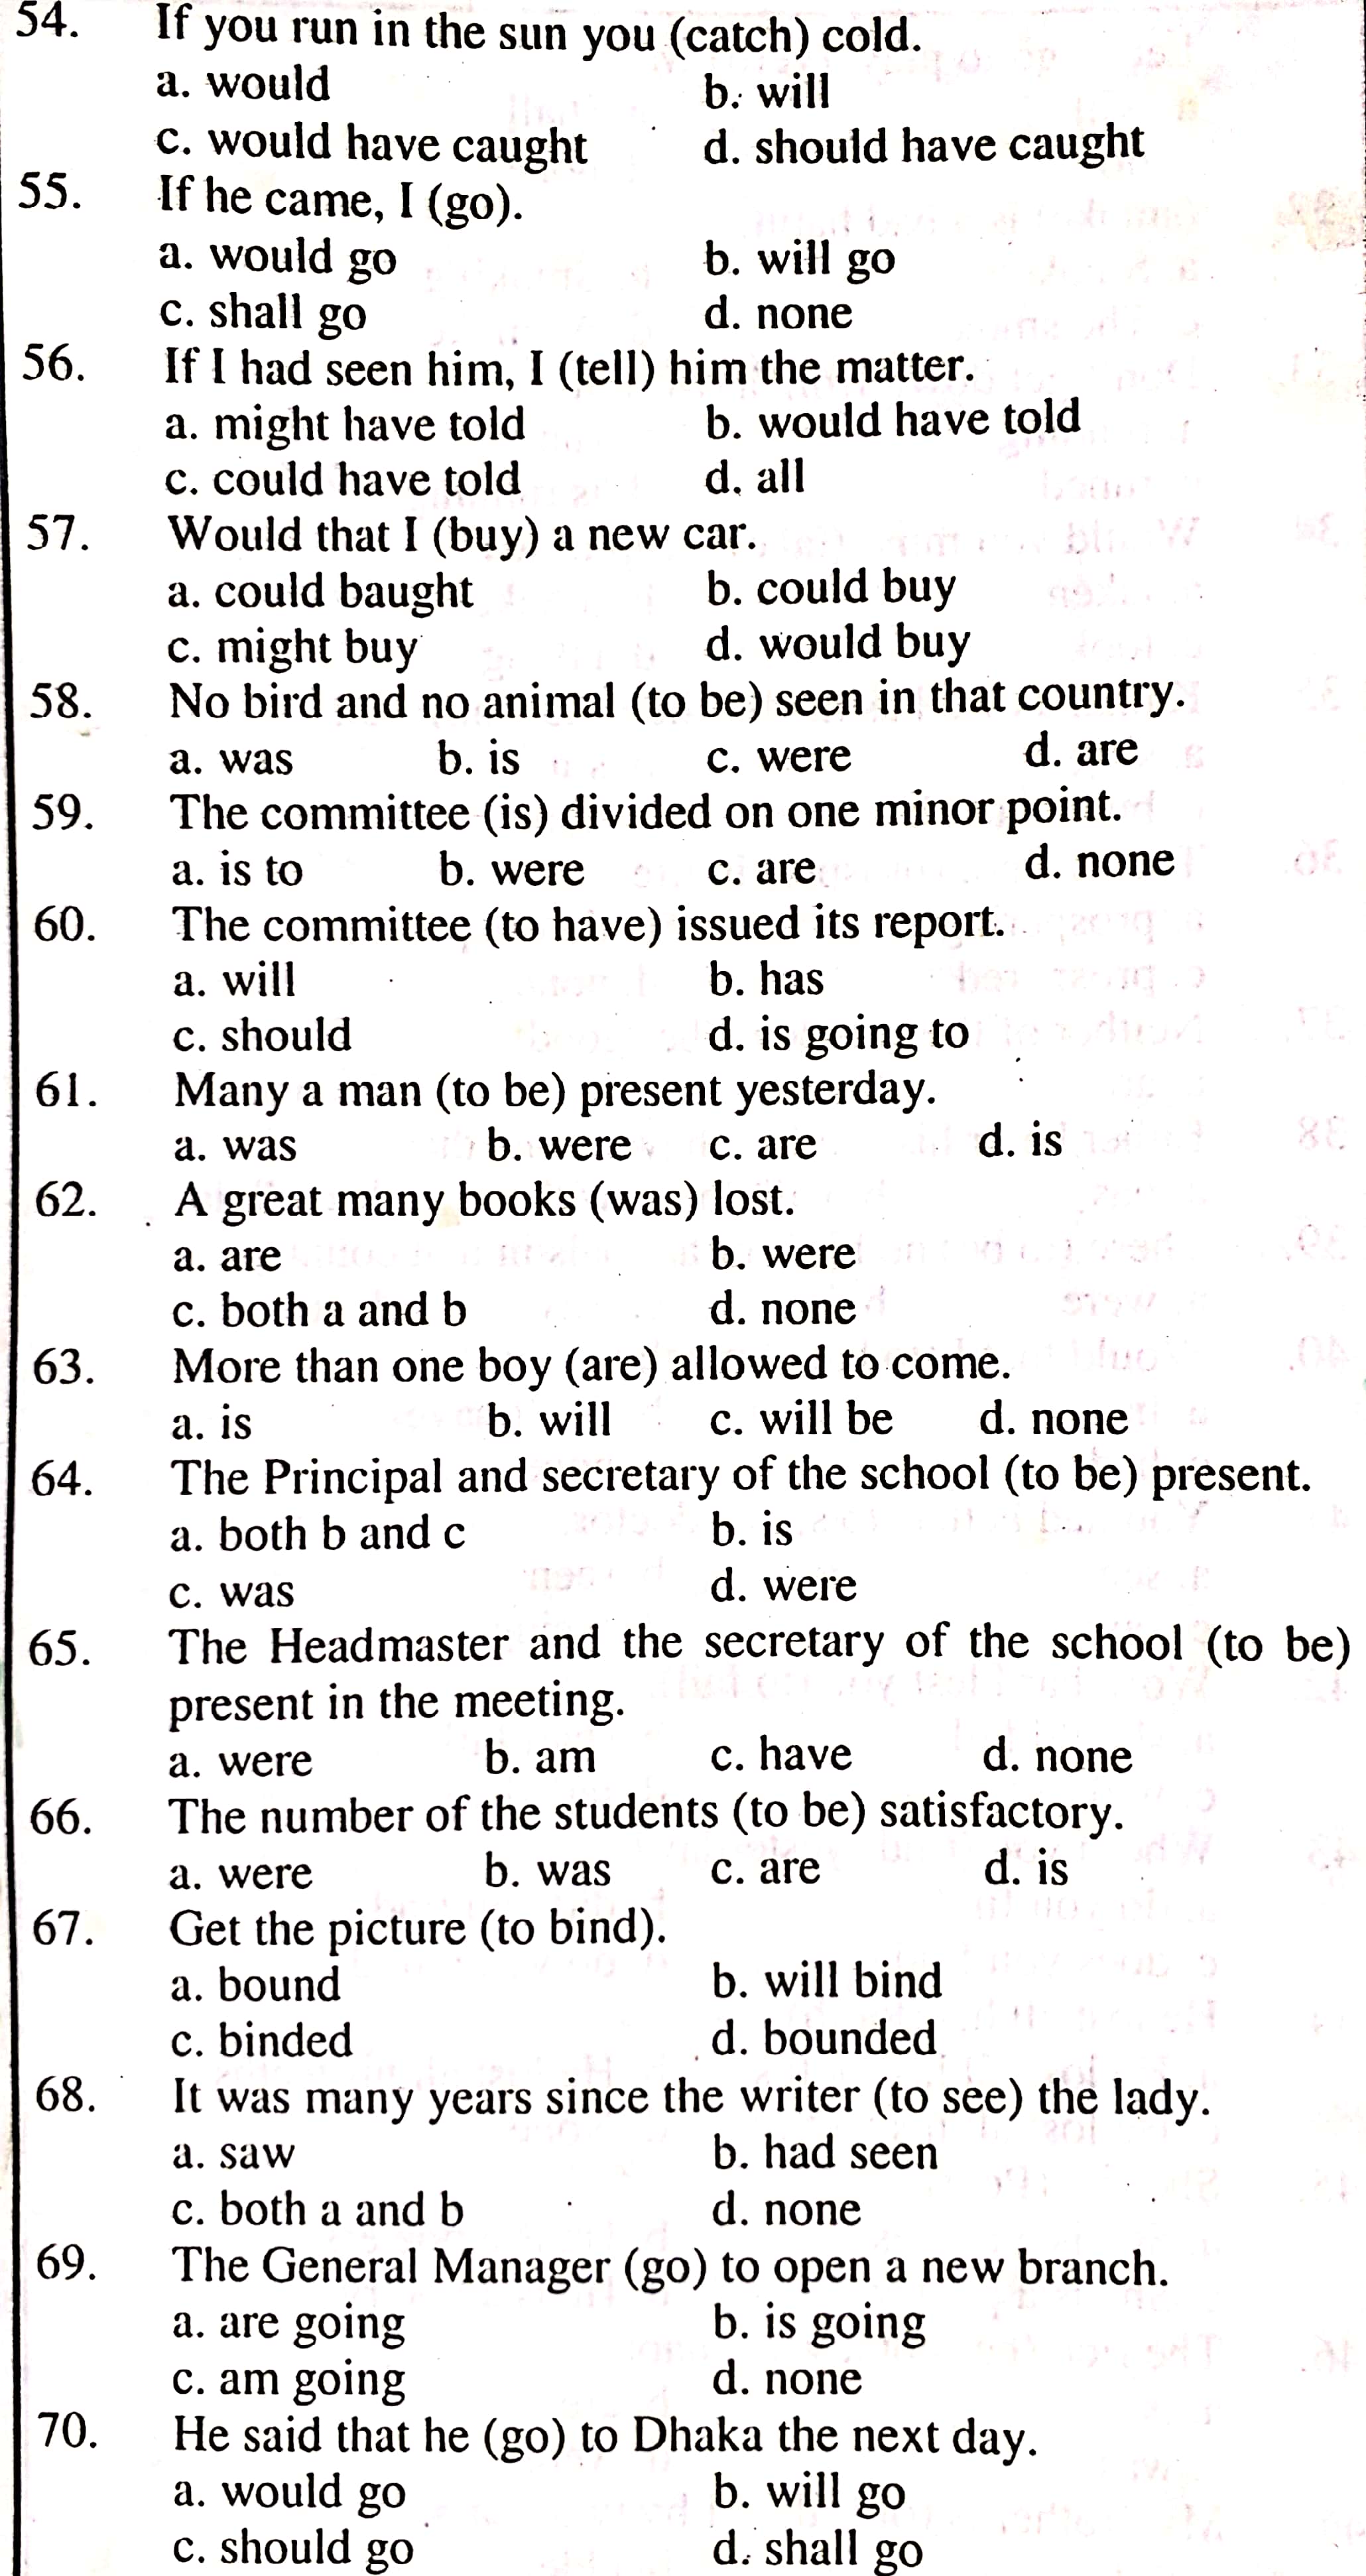 54. If you run in the sun you (catch) cold.
a. would b. will
c. would have caught d. should have caught
55. If he came, I (go).
a. would go b. will go
c. shall go d. none
56. If I had seen him, I (tell) him the matter.
a. might have told b. would have told
c. could have told d. all
57. Would that I (buy) a new car.
a. could baught b. could buy
c. might buy d. would buy
58. No bird and no animal (to be) seen in that country.
a. was b. is c. were d. are
59. The committee (is) divided on one minor point.
a. is to b. were c. are d. none
60. The committee (to have) issued its report.
a. will b. has
c. should d. is going to
61. Many a man (to be) present yesterday.
a. was b. were c. are d. is
62. A great many books (was) lost.
a. are b. were
c. both a and b d. none
63. More than one boy (are) allowed to come.
a. is b. will c. will be d. none
64. The Principal and secretary of the school (to be) present.
a. both b and c b. is
c. was d. were
65. The Headmaster and the secretary of the school (to be)
present in the meeting.
a. were b. am c. have d. none
66. The number of the students (to be) satisfactory.
a. were b. was c. are d. is
67. Get the picture (to bind).
a. bound b. will bind
c. binded d. bounded
68. It was many years since the writer (to see) the lady.
a. saw b. had seen
c. both a and b d. none
69. The General Manager (go) to open a new branch.
a. are going b. is going
c. am going d. none
70. He said that he (go) to Dhaka the next day.
a. would go b. will go
c. should go d. shall go